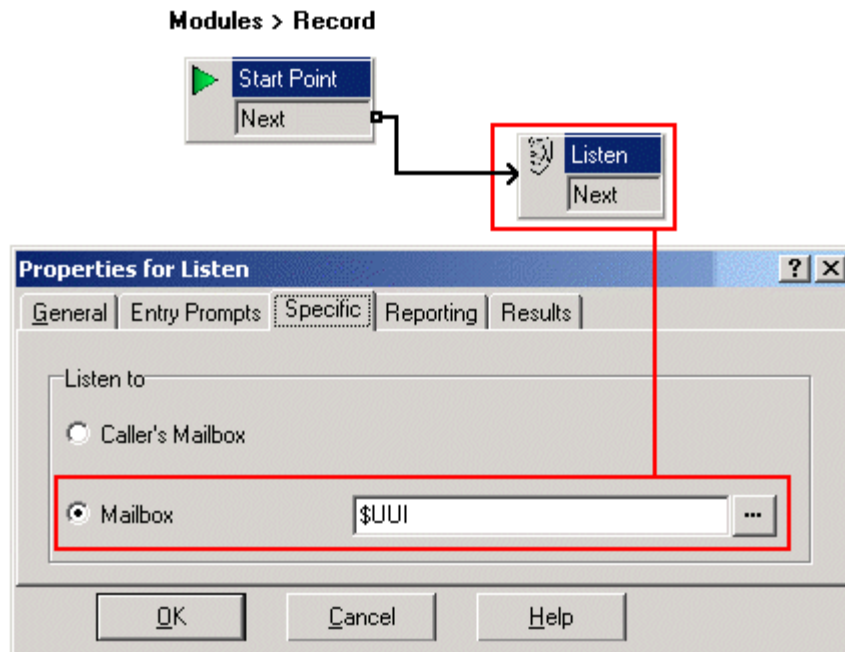 Modules > Record
Start Point
Next
Listen
Next
Properties for Listen
General
Entry Prompts
Specific
Reporting
Results
Listen to
Caller's Mailbox
Mailbox
$UUI
...
OK
Cancel
Help